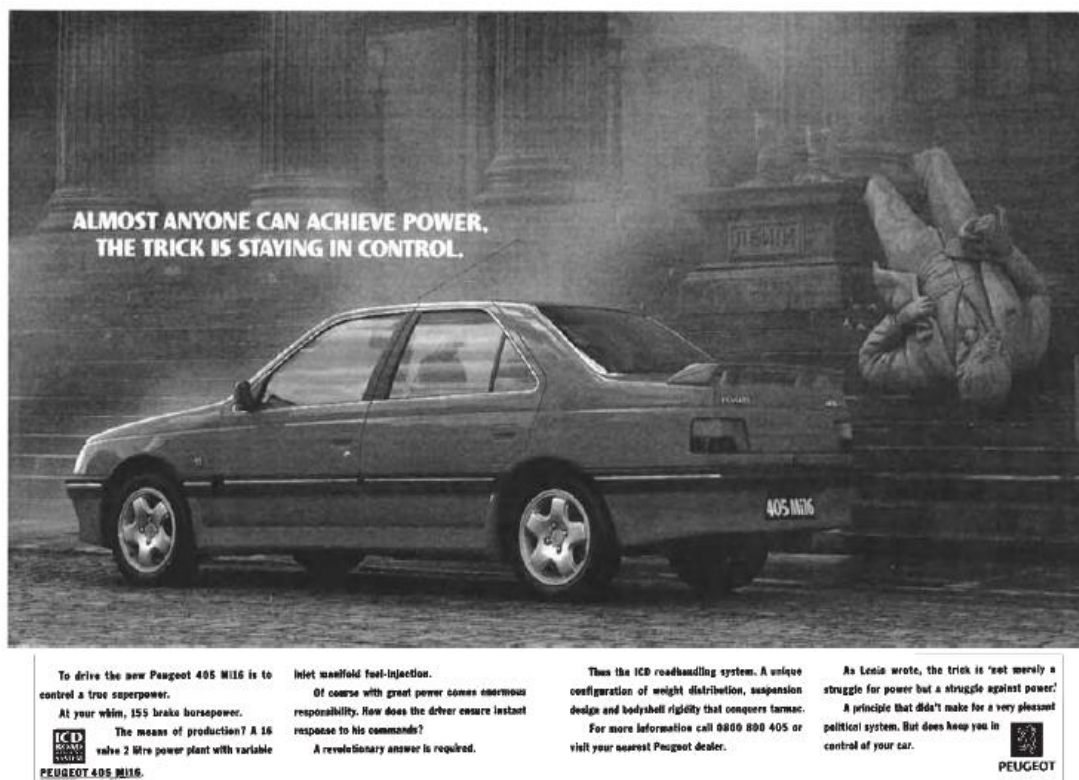 ALMOST ANYONE CAN ACHIEVE POWER,
THE TRICK IS STAYING IN CONTROL.
ЛЕНИН
PEUGEOT
405 Mi16
To drive the new Peugeot 405 Mi16 is to
control a true superpower.
At your whim, 155 brake horsepower.
The means of production? A 16
valve 2 litre power plant with variable
ICD
ROAD
SYSTEM
PEUGEOT 405 Mi16.
inlet manifold fuel-injection.
Of course with great power comes enormous
responsibility. How does the driver ensure instant
response to his commands?
A revolutionary answer is required.
Thus the ICD roadhandling system. A unique
configuration of weight distribution, suspension
design and bodyshell rigidity that conquers tarmac.
For more information call 0800 800 405 or
visit your nearest Peugeot dealer.
As Lenin wrote, the trick is 'not merely a
struggle for power but a struggle against power.'
A principle that didn't make for a very pleasant
political system. But does keep you in
control of your car.
PEUGEOT